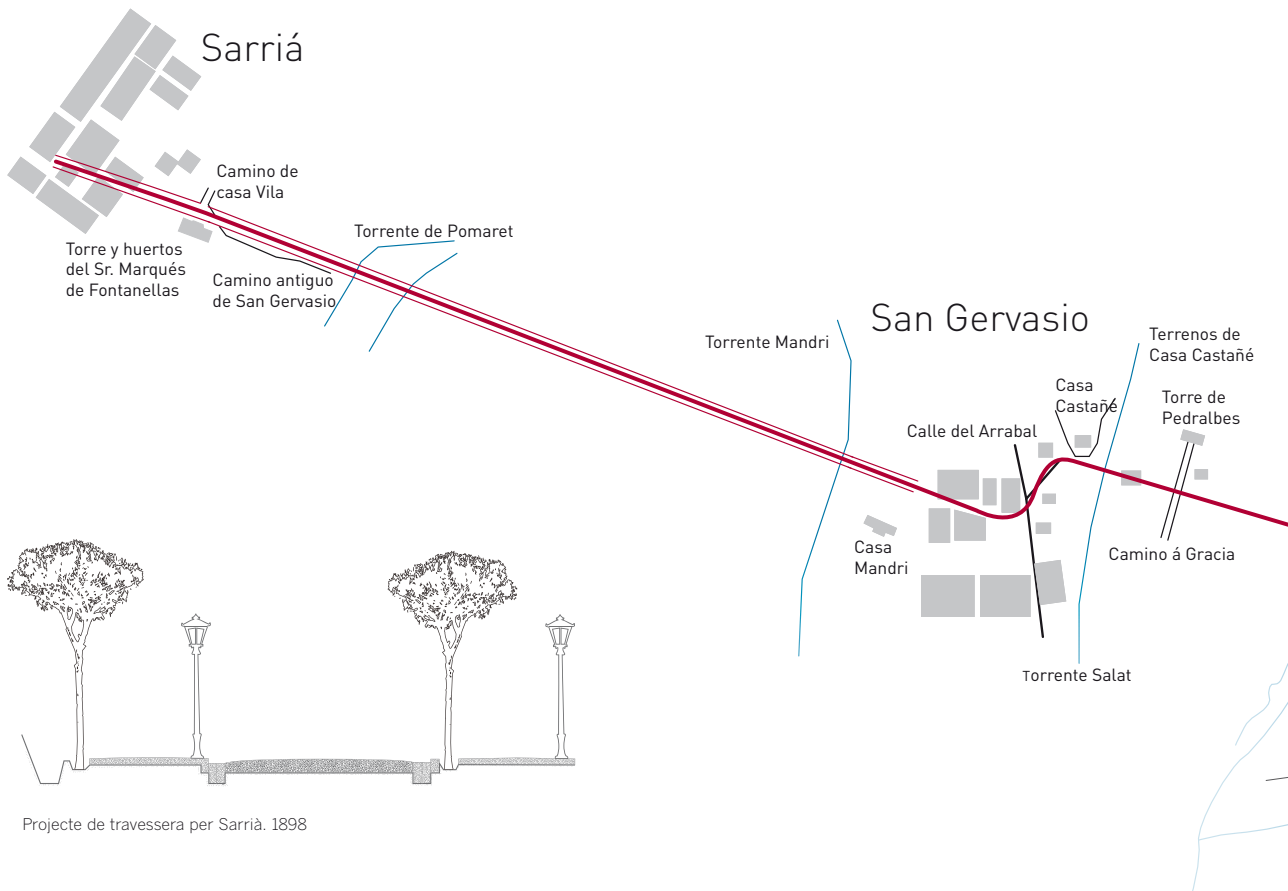 Sarriá
Camino de
casa Vila
Torre y huertos
del Sr. Marqués
de Fontanellas
Camino antiguo
de San Gervasio
Torrente de Pomaret
San Gervasio
Torrente Mandri
Terrenos de
Casa Castañé
Casa
Castañé
Torre de
Pedralbes
Calle del Arrabal
Casa
Mandri
Camino á Gracia
Torrente Salat
Projecte de travessera per Sarrià. 1898